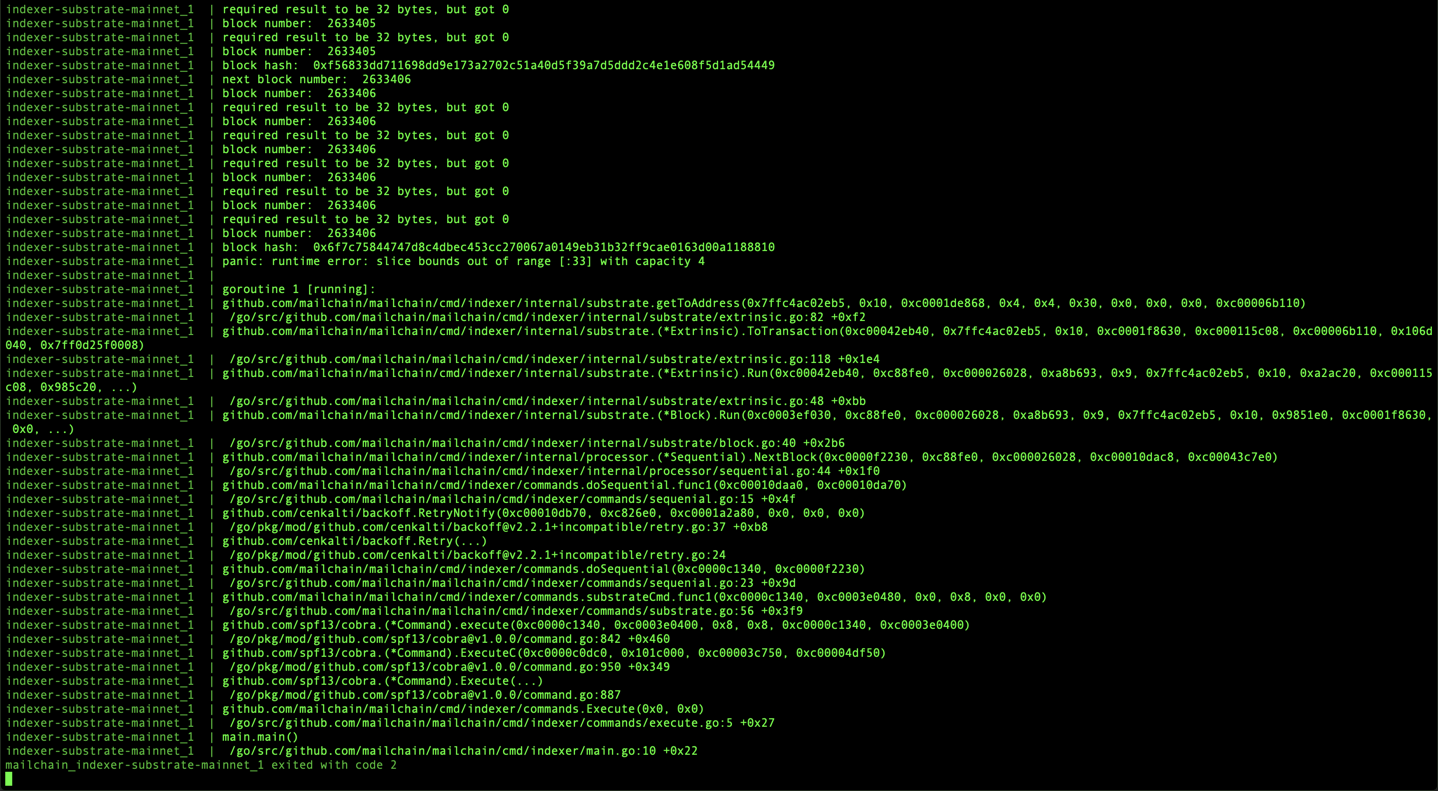 indexer-substrate-mainnet_1  | required result to be 32 bytes, but got 0
indexer-substrate-mainnet_1  | block number:  2633405
indexer-substrate-mainnet_1  | required result to be 32 bytes, but got 0
indexer-substrate-mainnet_1  | block number:  2633405
indexer-substrate-mainnet_1  | block hash:  0xf56833dd711698dd9e173a2702c51a40d5f39a7d5ddd2c4e1e608f5d1ad54449
indexer-substrate-mainnet_1  | next block number:  2633406
indexer-substrate-mainnet_1  | block number:  2633406
indexer-substrate-mainnet_1  | required result to be 32 bytes, but got 0
indexer-substrate-mainnet_1  | block number:  2633406
indexer-substrate-mainnet_1  | required result to be 32 bytes, but got 0
indexer-substrate-mainnet_1  | block number:  2633406
indexer-substrate-mainnet_1  | required result to be 32 bytes, but got 0
indexer-substrate-mainnet_1  | block number:  2633406
indexer-substrate-mainnet_1  | required result to be 32 bytes, but got 0
indexer-substrate-mainnet_1  | block number:  2633406
indexer-substrate-mainnet_1  | required result to be 32 bytes, but got 0
indexer-substrate-mainnet_1  | block number:  2633406
indexer-substrate-mainnet_1  | block hash:  0x6f7c75844747d8c4dbec453cc270067a0149eb31b32ff9cae0163d00a1188810
indexer-substrate-mainnet_1  | panic: runtime error: slice bounds out of range [:33] with capacity 4
indexer-substrate-mainnet_1  |
indexer-substrate-mainnet_1  | goroutine 1 [running]:
indexer-substrate-mainnet_1  | github.com/mailchain/mailchain/cmd/indexer/internal/substrate.getToAddress(0x7ffc4ac02eb5, 0x10, 0xc0001de868, 0x4, 0x4, 0x30, 0x0, 0x0, 0x0, 0xc00006b110)
indexer-substrate-mainnet_1  |  /go/src/github.com/mailchain/mailchain/cmd/indexer/internal/substrate/extrinsic.go:82 +0xf2
indexer-substrate-mainnet_1  | github.com/mailchain/mailchain/cmd/indexer/internal/substrate.(*Extrinsic).ToTransaction(0xc00042eb40, 0x7ffc4ac02eb5, 0x10, 0xc0001f8630, 0xc000115c08, 0xc00006b110, 0x106d
040, 0x7ff0d25f0008)
indexer-substrate-mainnet_1  |  /go/src/github.com/mailchain/mailchain/cmd/indexer/internal/substrate/extrinsic.go:118 +0x1e4
indexer-substrate-mainnet_1  | github.com/mailchain/mailchain/cmd/indexer/internal/substrate.(*Extrinsic).Run(0xc00042eb40, 0xc88fe0, 0xc000026028, 0xa8b693, 0x9, 0x7ffc4ac02eb5, 0x10, 0xa2ac20, 0xc000115
c08, 0x985c20, ...)
indexer-substrate-mainnet_1  |  /go/src/github.com/mailchain/mailchain/cmd/indexer/internal/substrate/extrinsic.go:48 +0xbb
indexer-substrate-mainnet_1  | github.com/mailchain/mailchain/cmd/indexer/internal/substrate.(*Block).Run(0xc0003ef030, 0xc88fe0, 0xc000026028, 0xa8b693, 0x9, 0x7ffc4ac02eb5, 0x10, 0x9851e0, 0xc0001f8630,
 0x0, ...)
indexer-substrate-mainnet_1  |  /go/src/github.com/mailchain/mailchain/cmd/indexer/internal/substrate/block.go:40 +0x2b6
indexer-substrate-mainnet_1  | github.com/mailchain/mailchain/cmd/indexer/internal/processor.(*Sequential).NextBlock(0xc0000f2230, 0xc88fe0, 0xc000026028, 0xc00010dac8, 0xc00043c7e0)
indexer-substrate-mainnet_1  |  /go/src/github.com/mailchain/mailchain/cmd/indexer/internal/processor/sequential.go:44 +0x1f0
indexer-substrate-mainnet_1  | github.com/mailchain/mailchain/cmd/indexer/commands.doSequential.func1(0xc00010daa0, 0xc00010da70)
indexer-substrate-mainnet_1  |  /go/src/github.com/mailchain/mailchain/cmd/indexer/commands/sequenial.go:15 +0x4f
indexer-substrate-mainnet_1  | github.com/cenkalti/backoff.RetryNotify(0xc00010db70, 0xc826e0, 0xc0001a2a80, 0x0, 0x0, 0x0)
indexer-substrate-mainnet_1  |  /go/pkg/mod/github.com/cenkalti/backoff@v2.2.1+incompatible/retry.go:37 +0xb8
indexer-substrate-mainnet_1  | github.com/cenkalti/backoff.Retry(...)
indexer-substrate-mainnet_1  |  /go/pkg/mod/github.com/cenkalti/backoff@v2.2.1+incompatible/retry.go:24
indexer-substrate-mainnet_1  | github.com/mailchain/mailchain/cmd/indexer/commands.doSequential(0xc0000c1340, 0xc0000f2230)
indexer-substrate-mainnet_1  |  /go/src/github.com/mailchain/mailchain/cmd/indexer/commands/sequenial.go:23 +0x9d
indexer-substrate-mainnet_1  | github.com/mailchain/mailchain/cmd/indexer/commands.substrateCmd.func1(0xc0000c1340, 0xc0003e0480, 0x0, 0x8, 0x0, 0x0)
indexer-substrate-mainnet_1  |  /go/src/github.com/mailchain/mailchain/cmd/indexer/commands/substrate.go:56 +0x3f9
indexer-substrate-mainnet_1  | github.com/spf13/cobra.(*Command).execute(0xc0000c1340, 0xc0003e0400, 0x8, 0x8, 0xc0000c1340, 0xc0003e0400)
indexer-substrate-mainnet_1  |  /go/pkg/mod/github.com/spf13/cobra@v1.0.0/command.go:842 +0x460
indexer-substrate-mainnet_1  | github.com/spf13/cobra.(*Command).ExecuteC(0xc0000c0dc0, 0x101c000, 0xc00003c750, 0xc00004df50)
indexer-substrate-mainnet_1  |  /go/pkg/mod/github.com/spf13/cobra@v1.0.0/command.go:950 +0x349
indexer-substrate-mainnet_1  | github.com/spf13/cobra.(*Command).Execute(...)
indexer-substrate-mainnet_1  |  /go/pkg/mod/github.com/spf13/cobra@v1.0.0/command.go:887
indexer-substrate-mainnet_1  | github.com/mailchain/mailchain/cmd/indexer/commands.Execute(0x0, 0x0)
indexer-substrate-mainnet_1  |  /go/src/github.com/mailchain/mailchain/cmd/indexer/commands/execute.go:5 +0x27
indexer-substrate-mainnet_1  | main.main()
indexer-substrate-mainnet_1  |  /go/src/github.com/mailchain/mailchain/cmd/indexer/main.go:10 +0x22
mailchain_indexer-substrate-mainnet_1 exited with code 2